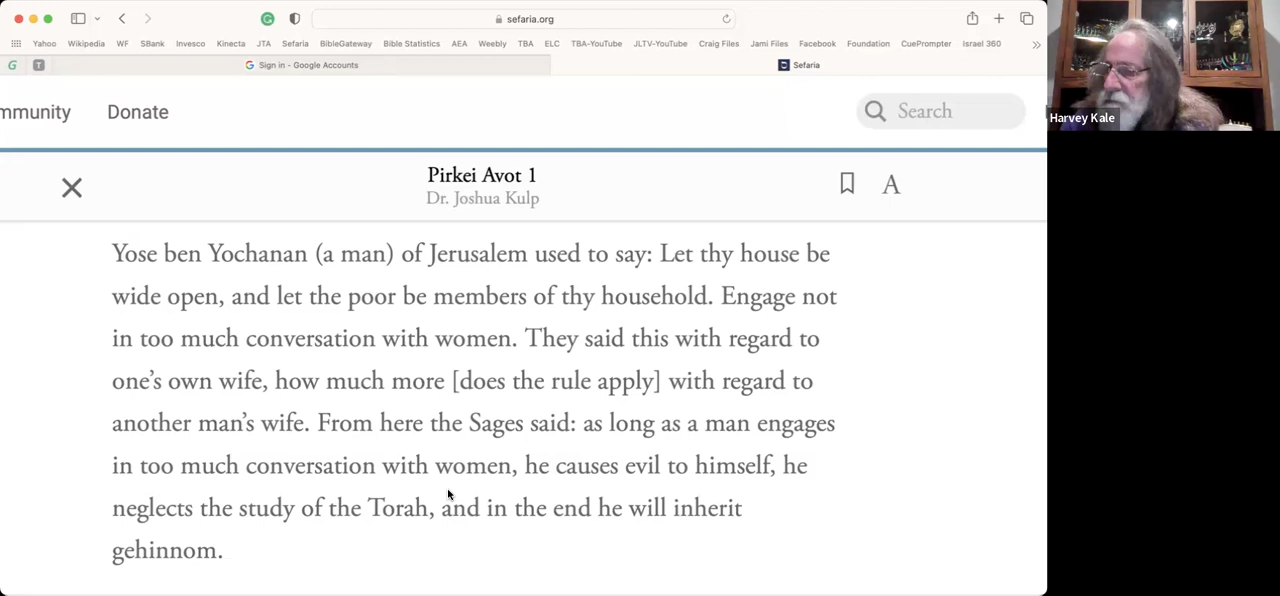 sefaria.org
Yahoo Wikipedia WF SBank Invesco Kinecta JTA Sefaria BibleGateway Bible Statistics AEA Weebly TBA ELC TBA-YouTube JLTV-YouTube Craig Files Jami Files Facebook Foundation CuePrompter Israel 360
G T Sign in - Google Accounts Sefaria
mmunity Donate Search
Pirkei Avot 1
Dr. Joshua Kulp
A
Yose ben Yochanan (a man) of Jerusalem used to say: Let thy house be
wide open, and let the poor be members of thy household. Engage not
in too much conversation with women. They said this with regard to
one’s own wife, how much more [does the rule apply] with regard to
another man’s wife. From here the Sages said: as long as a man engages
in too much conversation with women, he causes evil to himself, he
neglects the study of the Torah, and in the end he will inherit
gehinnom.
Harvey Kale